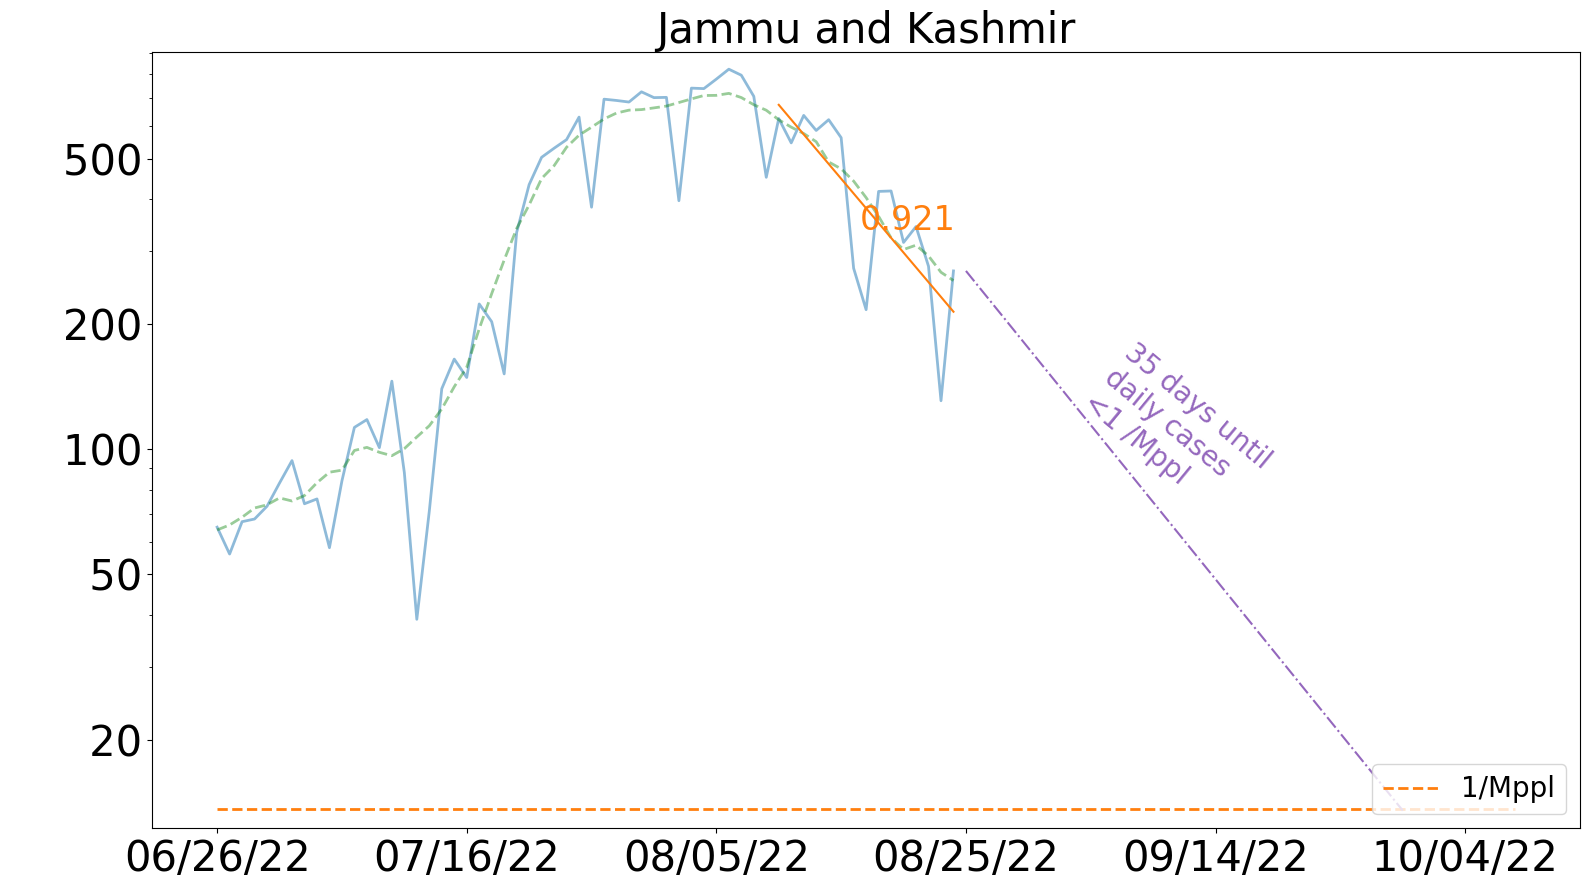 Jammu and Kashmir
500
200
100
50
20
0.921
35 days until
daily cases
<1 /Mppl
1/Mppl
06/26/22
07/16/22
08/05/22
08/25/22
09/14/22
10/04/22